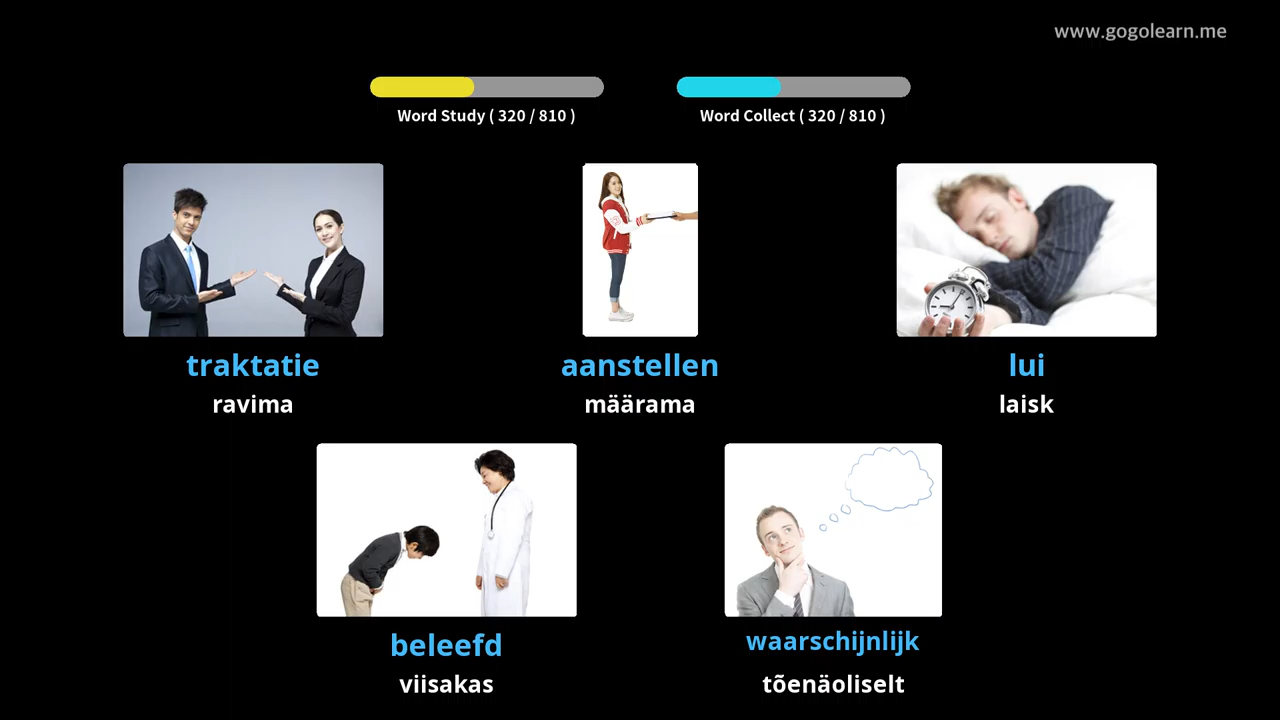 www.gogolearn.me
Word Study ( 320 / 810 )
Word Collect ( 320 / 810 )
traktatie
ravima
aanstellen
määrama
lui
laisk
beleefd
viisakas
waarschijnlijk
tõenäoliselt